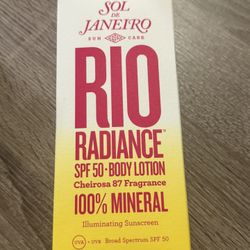 SOL
DE
JANEIRO
SUN CARE
RIO
RADIANCE™
SPF 50 · BODY LOTION
Cheirosa 87 Fragrance
100% MINERAL
Illuminating Sunscreen
UVA + UVB Broad Spectrum SPF 50